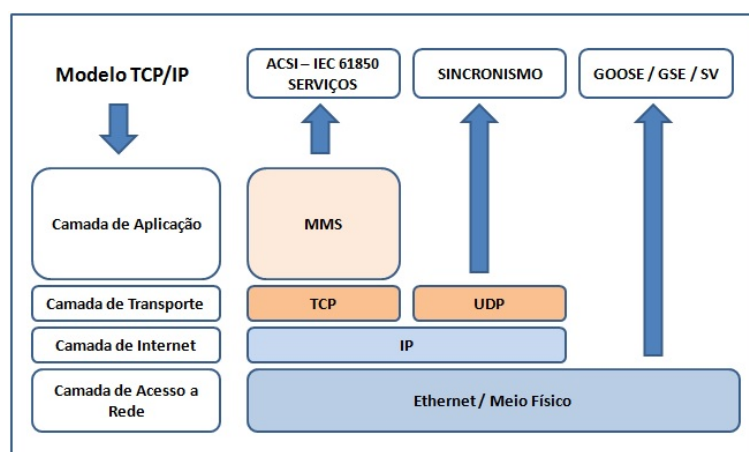 Modelo TCP/IP
ACSI – IEC 61850
SERVIÇOS
SINCRONISMO
GOOSE / GSE / SV
Camada de Aplicação
MMS
Camada de Transporte
TCP
UDP
Camada de Internet
IP
Camada de Acesso a
Rede
Ethernet / Meio Físico